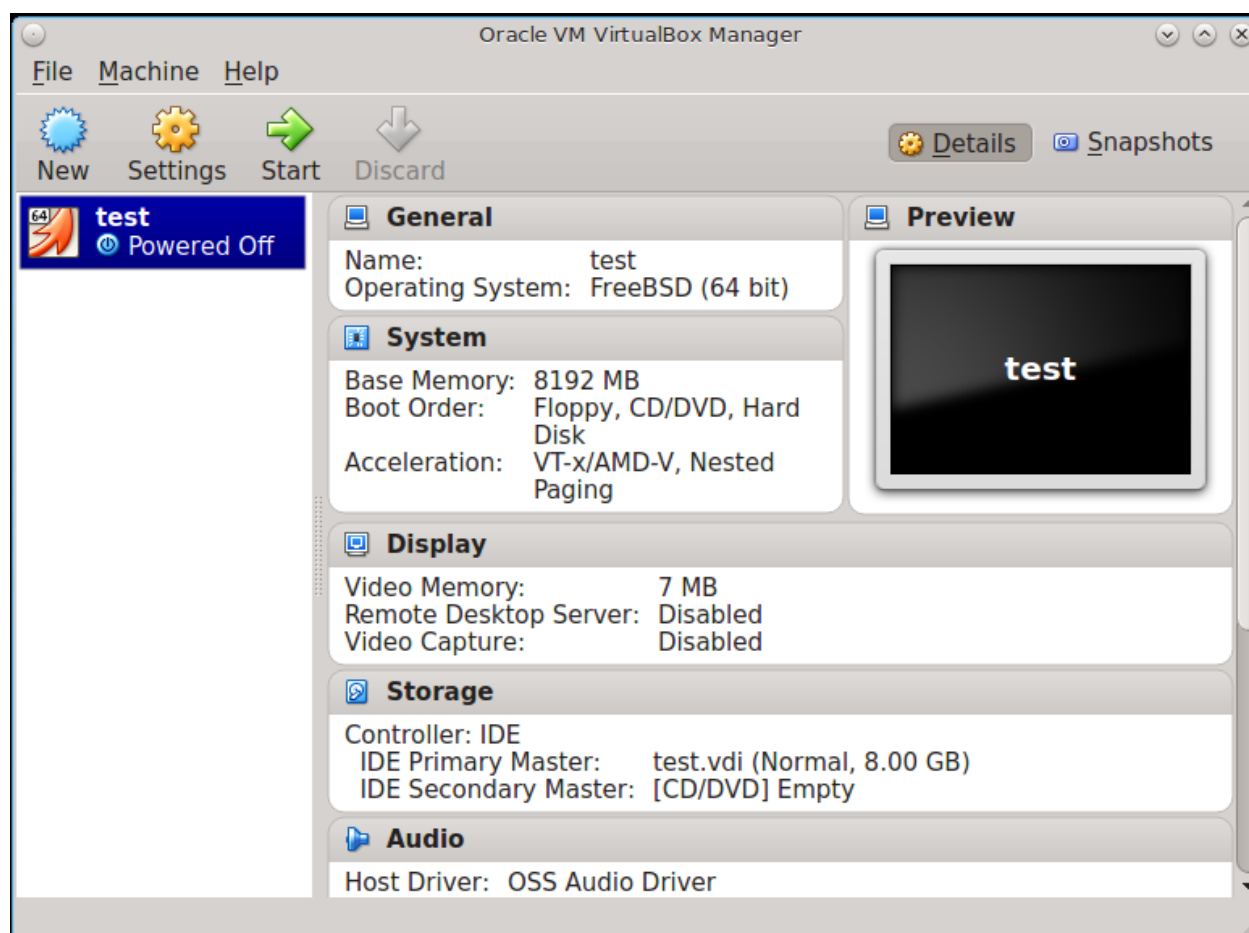 Oracle VM VirtualBox Manager
File Machine Help
New Settings Start Discard
Details Snapshots
64 test
Powered Off
General
Name: test
Operating System: FreeBSD (64 bit)
System
Base Memory: 8192 MB
Boot Order: Floppy, CD/DVD, Hard
Disk
Acceleration: VT-x/AMD-V, Nested
Paging
Preview
test
Display
Video Memory: 7 MB
Remote Desktop Server: Disabled
Video Capture: Disabled
Storage
Controller: IDE
IDE Primary Master: test.vdi (Normal, 8.00 GB)
IDE Secondary Master: [CD/DVD] Empty
Audio
Host Driver: OSS Audio Driver